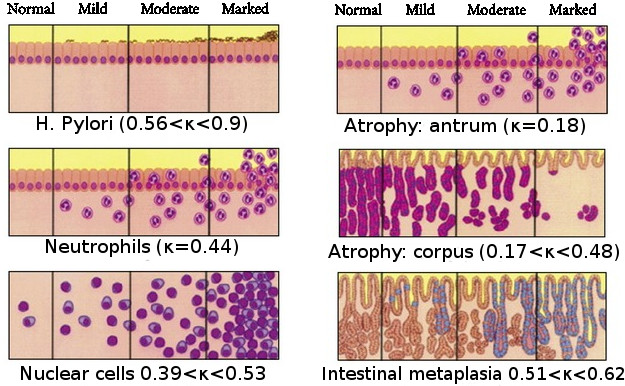 Normal Mild Moderate Marked
H. Pylori (0.56<κ<0.9)
Neutrophils (κ=0.44)
Nuclear cells 0.39<κ<0.53
Normal Mild Moderate Marked
Atrophy: antrum (κ=0.18)
Atrophy: corpus (0.17<κ<0.48)
Intestinal metaplasia 0.51<κ<0.62